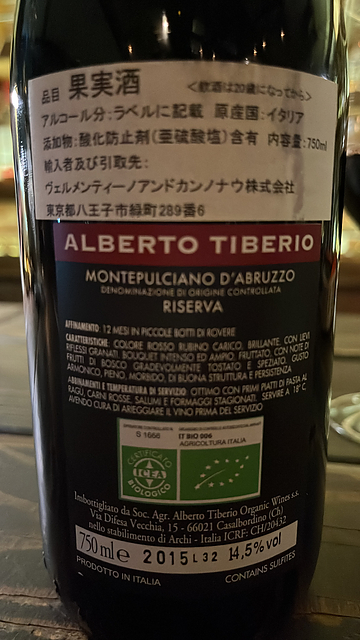 品目 果実酒 <飲酒は20歳になってから>
アルコール分:ラベルに記載 原産国:イタリア
添加物:酸化防止剤(亜硫酸塩)含有 内容量:750ml
輸入者及び引取先:
ヴェルメンティーノアンドカンノナウ株式会社
東京都八王子市緑町289番6
ALBERTO TIBERIO
MONTEPULCIANO D'ABRUZZO
DENOMINAZIONE DI ORIGINE CONTROLLATA
RISERVA
AFFINAMENTO: 12 MESI IN PICCOLE BOTTI DI ROVERE
CARATTERISTICHE: COLORE ROSSO RUBINO CARICO, BRILLANTE, CON LIEVI
RIFLESSI GRANATI. BOUQUET INTENSO ED AMPIO, FRUTTATO, CON NOTE DI
FRUTTI DI BOSCO, GRADEVOLMENTE TOSTATO E SPEZIATO. GUSTO
ARMONICO, PIENO, MORBIDO, DI BUONA STRUTTURA E PERSISTENZA
ABBINAMENTI E TEMPERATURA DI SERVIZIO: OTTIMO CON PRIMI PIATTI DI PASTA AL
RAGÙ, CARNI ROSSE, SALUMI E FORMAGGI STAGIONATI. SERVIRE A 18° C
AVENDO CURA DI AREGGIARE IL VINO PRIMA DEL SERVIZIO
S 1666
IT BIO 006
AGRICOLTURA ITALIA
CERTIFICATO
ICEA
BIOLOGICO
Imbottigliato da Soc. Agr. Alberto Tiberio Organic Wines s.s.
Via Difesa Vecchia, 15 - 66021 Casalbordino (Ch)
nello stabilimento di Archi - Italia ICRF: CH/20432
750 ml e 2015 L32 14,5%vol
PRODOTTO IN ITALIA CONTAINS SULFITES